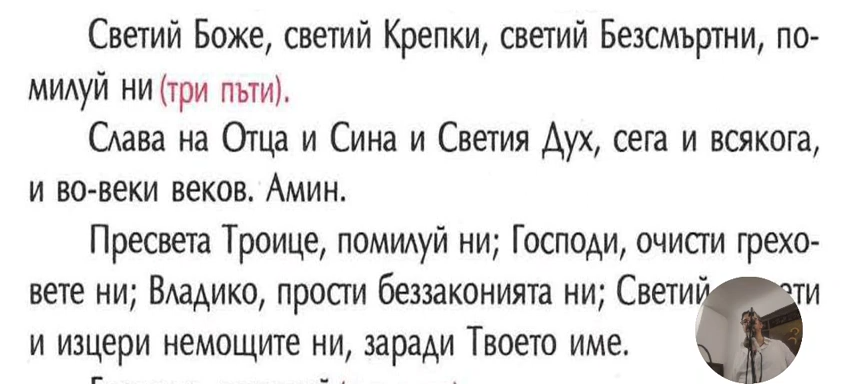 Светий Боже, светий Крепки, светий Безсмъртни, по-
милуй ни (три пъти).
Слава на Отца и Сина и Светия Дух, сега и всякога,
и во-веки веков. Амин.
Пресвета Троице, помилуй ни; Господи, очисти грехо-
вете ни; Владико, прости беззаконията ни; Светий
и изцери немощите ни, заради Твоето име.